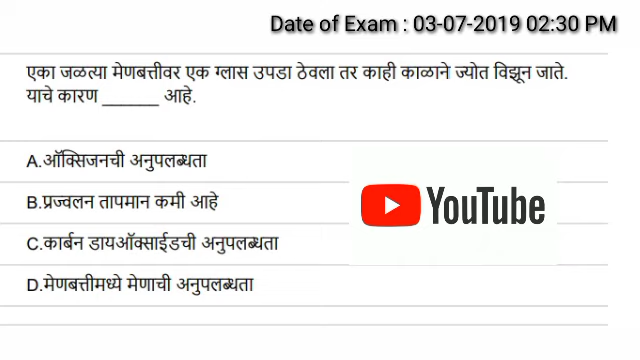 Date of Exam : 03-07-2019 02:30 PM
एका जळत्या मेणबत्तीवर एक ग्लास उपडा ठेवला तर काही काळाने ज्योत विझून जाते.
याचे कारण ______ आहे.
A.ऑक्सिजनची अनुपलब्धता
B.प्रज्वलन तापमान कमी आहे
YouTube
C.कार्बन डायऑक्साईडची अनुपलब्धता
D.मेणबत्तीमध्ये मेणाची अनुपलब्धता